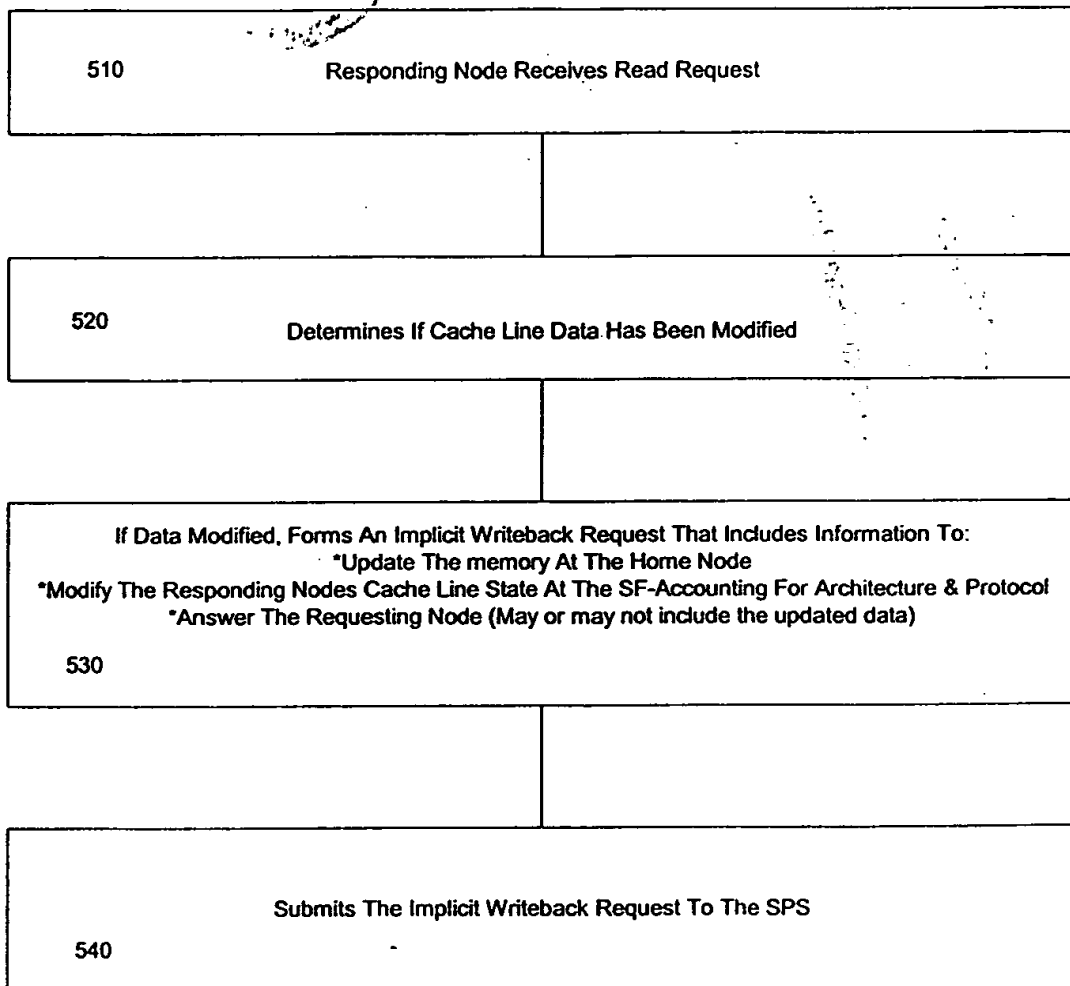 510 Responding Node Receives Read Request
520 Determines If Cache Line Data Has Been Modified
If Data Modified, Forms An Implicit Writeback Request That Includes Information To:
*Update The memory At The Home Node
*Modify The Responding Nodes Cache Line State At The SF-Accounting For Architecture & Protocol
*Answer The Requesting Node (May or may not include the updated data)
530
Submits The Implicit Writeback Request To The SPS
540